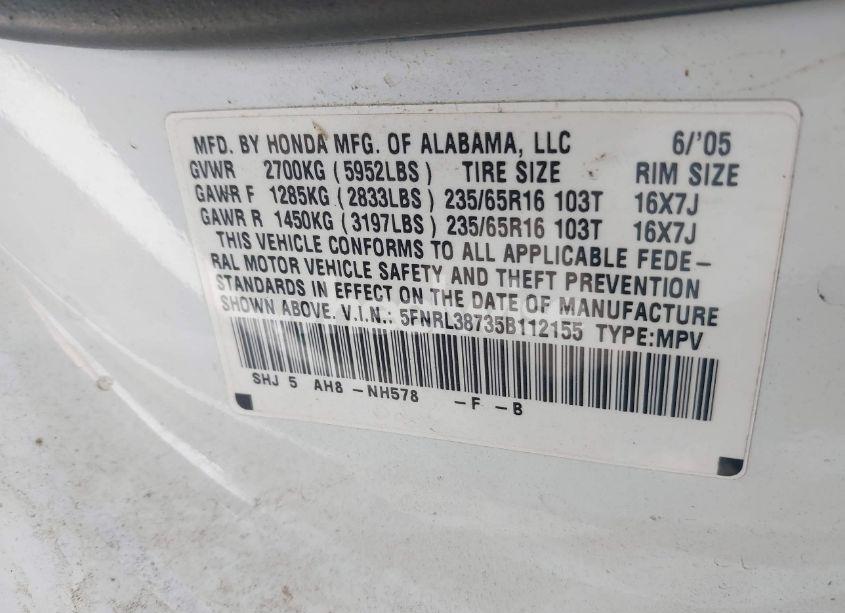 MFD. BY HONDA MFG. OF ALABAMA, LLC 6/'05
GVWR 2700KG (5952LBS) TIRE SIZE RIM SIZE
GAWR F 1285KG (2833LBS) 235/65R16 103T 16X7J
GAWR R 1450KG (3197LBS) 235/65R16 103T 16X7J
THIS VEHICLE CONFORMS TO ALL APPLICABLE FEDE-
RAL MOTOR VEHICLE SAFETY AND THEFT PREVENTION
STANDARDS IN EFFECT ON THE DATE OF MANUFACTURE
SHOWN ABOVE. V.I.N.: 5FNRL38735B112155 TYPE:MPV
SHJ 5 AH8-NH578 -F-B